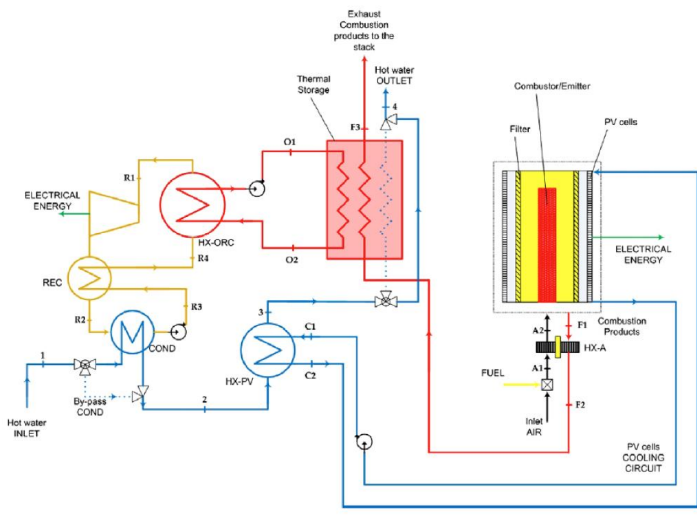 Exhaust
Combustion
products to the
stack
Hot water
OUTLET
Thermal
Storage
4
F3
Combustor/Emitter
PV cells
Filter
O1
R1
ELECTRICAL
ENERGY
HX-ORC
R4
O2
ELECTRICAL
ENERGY
REC
R3
R2
3
C1
COND
C2
HX-PV
1
A2
F1
Combustion
Products
HX-A
A1
FUEL
By-pass
COND
2
Hot water
INLET
Inlet
AIR
F2
PV cells
COOLING
CIRCUIT